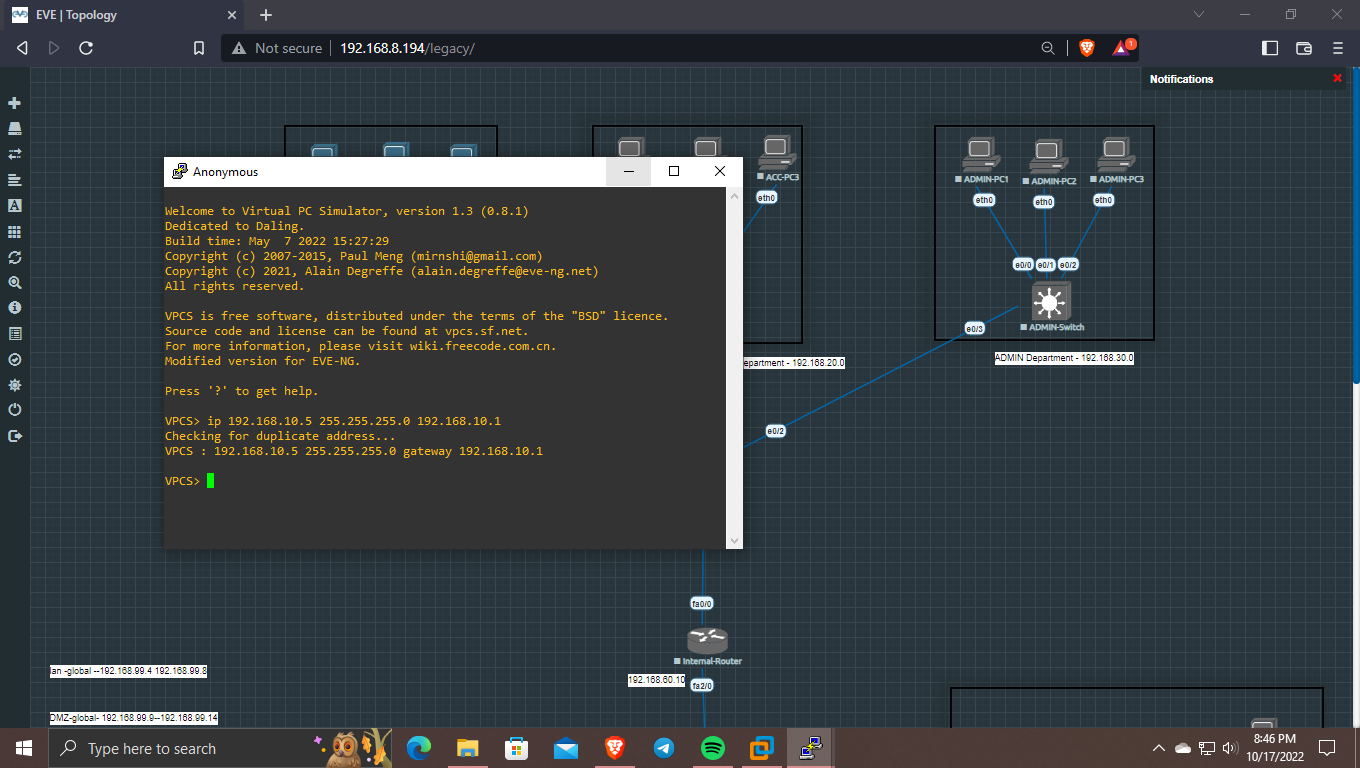 EVE | Topology
Not secure
192.168.8.194/legacy/
1
Notifications
ACC-PC3
eth0
ADMIN-PC1
ADMIN-PC2
ADMIN-PC3
eth0
eth0
eth0
e0/0
e0/1
e0/2
ADMIN-Switch
e0/3
epartment - 192.168.20.0
ADMIN Department - 192.168.30.0
e0/2
Anonymous
Welcome to Virtual PC Simulator, version 1.3 (0.8.1)
Dedicated to Daling.
Build time: May  7 2022 15:27:29
Copyright (c) 2007-2015, Paul Meng (mirnshi@gmail.com)
Copyright (c) 2021, Alain Degreffe (alain.degreffe@eve-ng.net)
All rights reserved.
VPCS is free software, distributed under the terms of the "BSD" licence.
Source code and license can be found at vpcs.sf.net.
For more information, please visit wiki.freecode.com.cn.
Modified version for EVE-NG.
Press '?' to get help.
VPCS> ip 192.168.10.5 255.255.255.0 192.168.10.1
Checking for duplicate address...
VPCS : 192.168.10.5 255.255.255.0 gateway 192.168.10.1
VPCS>
fa0/0
Internal-Router
192.168.60.10
fa2/0
lan -global --192.168.99.4 192.168.99.8
DMZ-global- 192.168.99.9--192.168.99.14
Type here to search
8:46 PM
10/17/2022